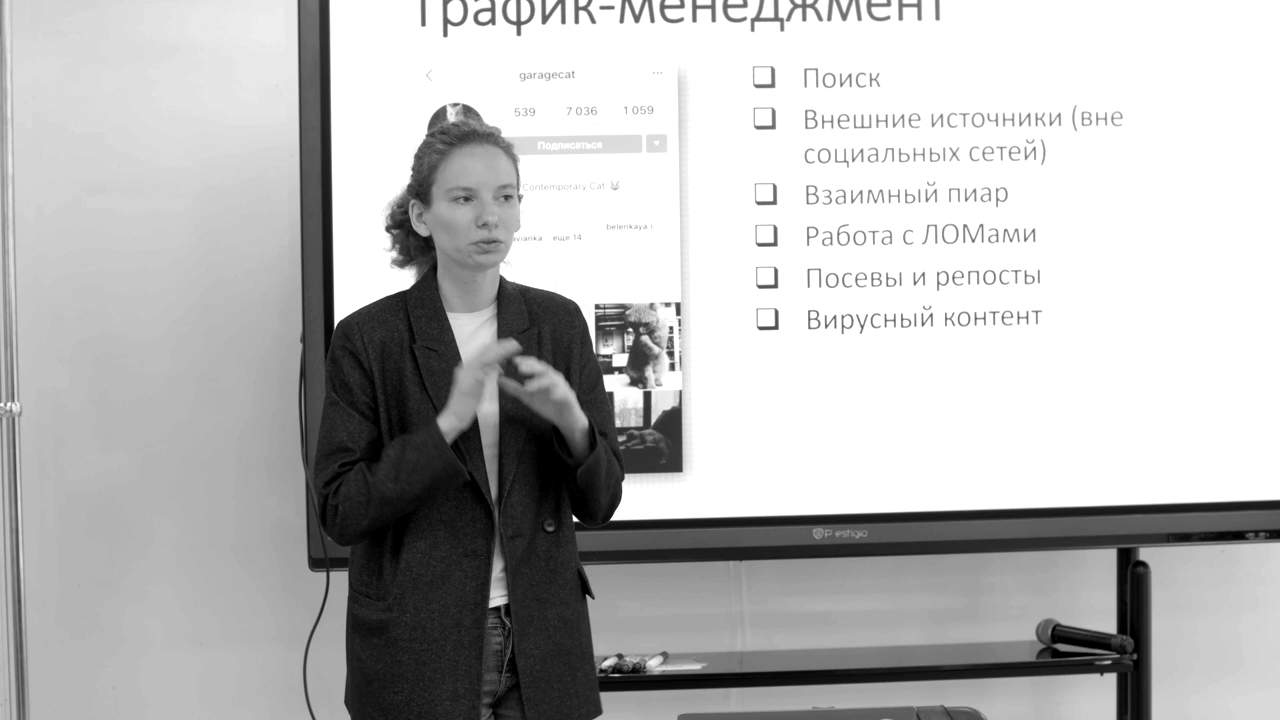 Трафик-менеджмент
garagecat
539 7 036 1 059
Подписаться
Contemporary Cat
belenkaya i
еще 14
Поиск
Внешние источники (вне
социальных сетей)
Взаимный пиар
Работа с ЛОМами
Посевы и репосты
Вирусный контент
Prestigio